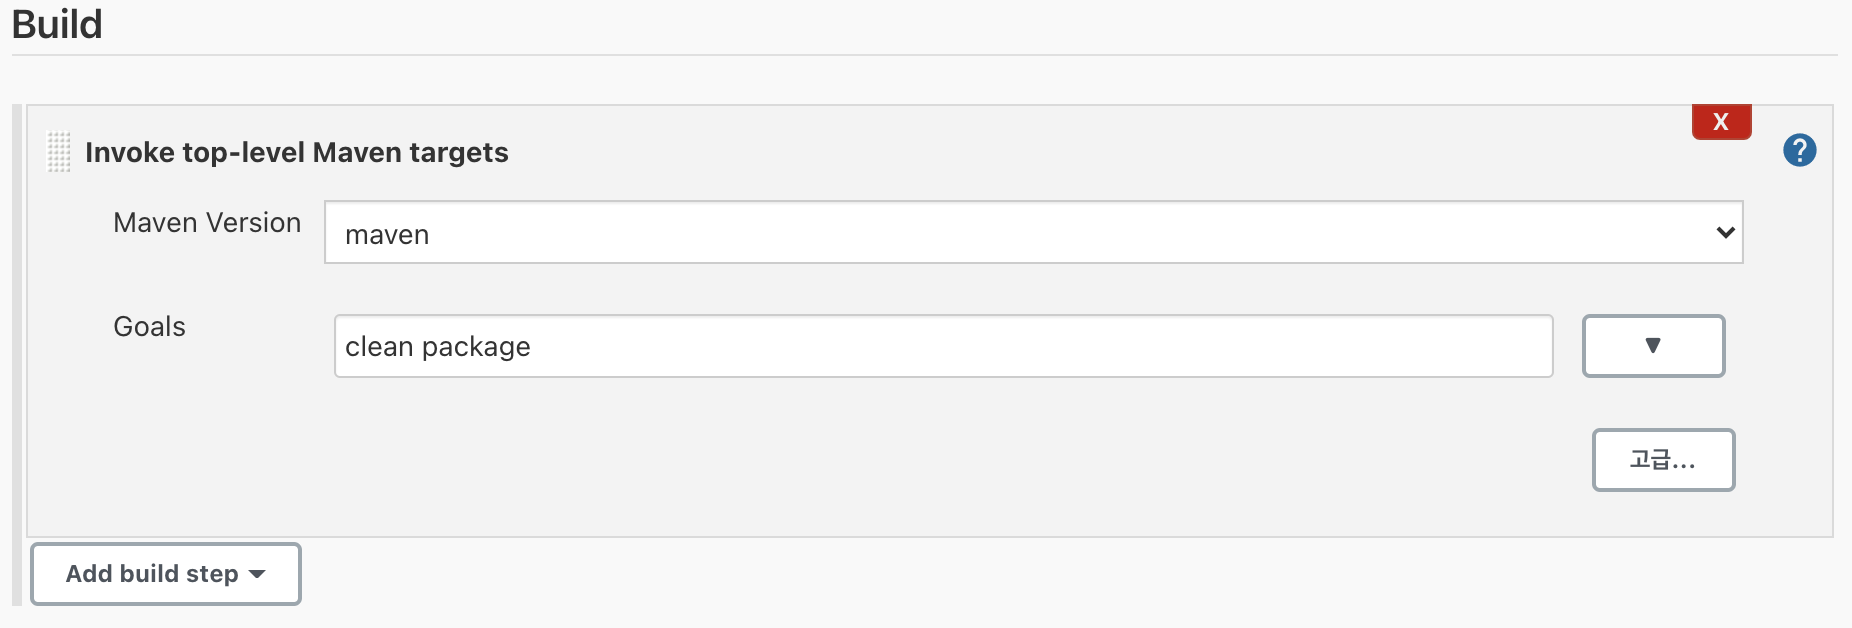 Build
X
Invoke top-level Maven targets
?
Maven Version
maven
Goals
clean package
고급...
Add build step